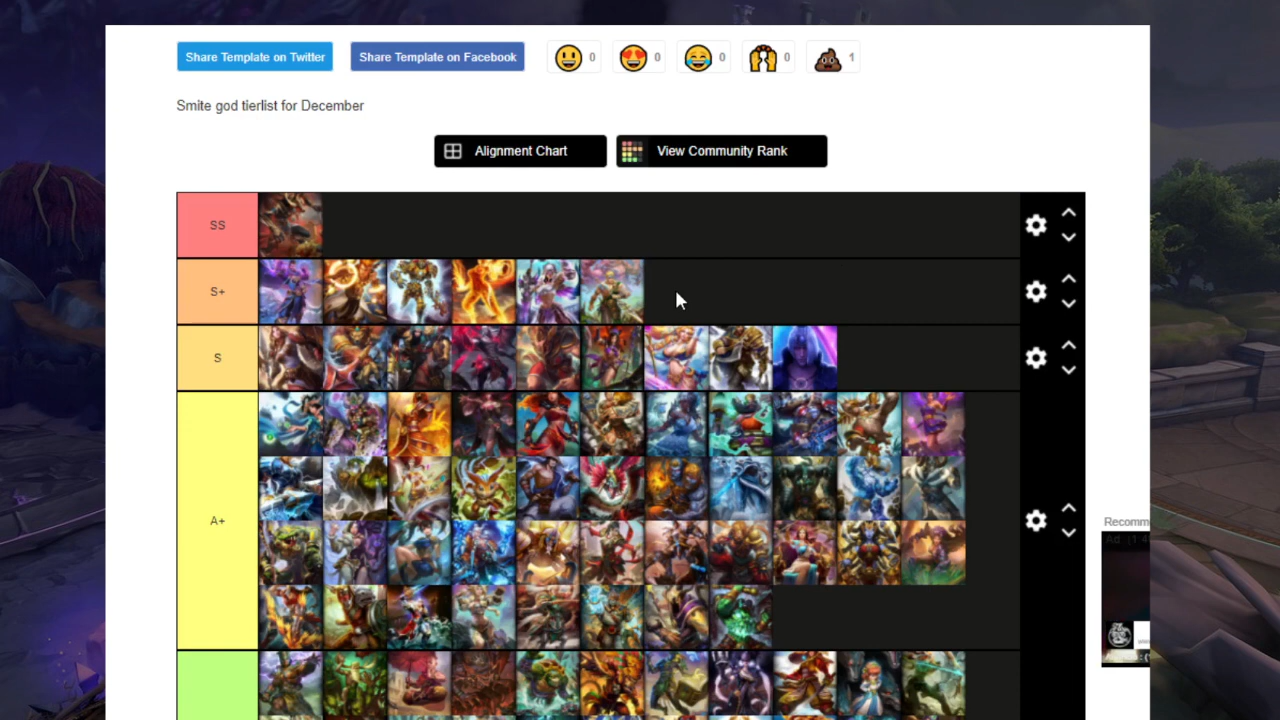 Share Template on Twitter
Share Template on Facebook
0
0
0
0
1
Smite god tierlist for December
Alignment Chart
View Community Rank
SS
S+
S
A+
Recomm